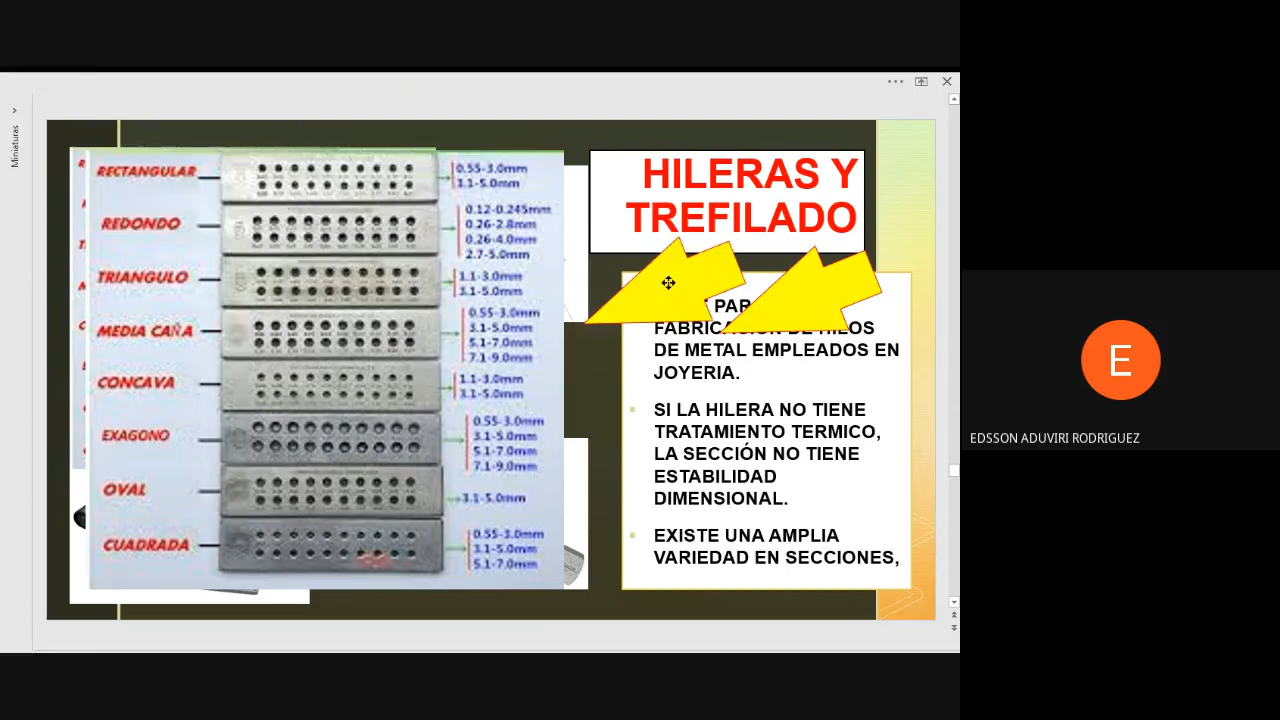 Miniaturas
RECTANGULAR
0.55-3.0mm
3.1-5.0mm
REDONDO
0.12-0.245mm
0.26-2.8mm
0.26-4.0mm
2.7-5.0mm
TRIANGULO
1.1-3.0mm
3.1-5.0mm
MEDIA CAÑA
0.55-3.0mm
3.1-5.0mm
5.1-7.0mm
7.1-9.0mm
CONCAVA
1.1-3.0mm
3.1-5.0mm
EXAGONO
0.55-3.0mm
3.1-5.0mm
5.1-7.0mm
7.1-9.0mm
OVAL
3.1-5.0mm
CUADRADA
0.55-3.0mm
3.1-5.0mm
5.1-7.0mm
HILERAS Y
TREFILADO
DE METAL EMPLEADOS EN
JOYERIA.
SI LA HILERA NO TIENE
TRATAMIENTO TERMICO,
LA SECCIÓN NO TIENE
ESTABILIDAD
DIMENSIONAL.
EXISTE UNA AMPLIA
VARIEDAD EN SECCIONES,
E
EDSSON ADUVIRI RODRIGUEZ